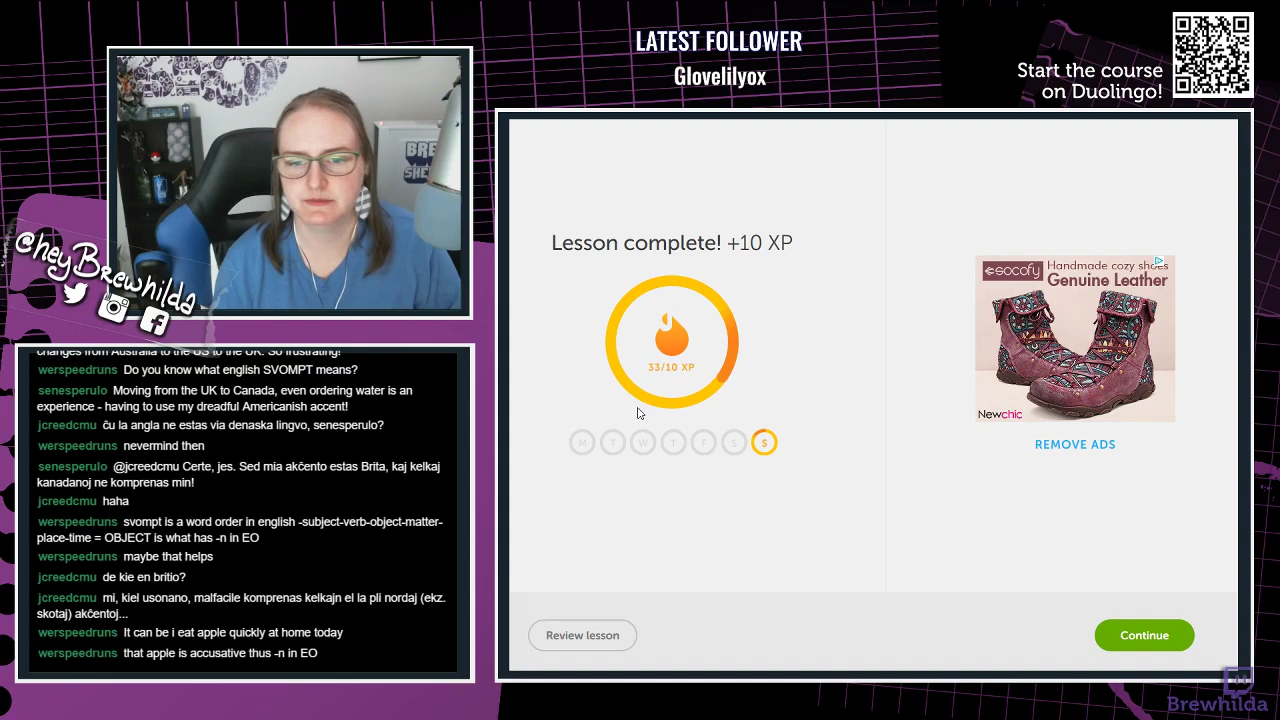 LATEST FOLLOWER
Glovelilyox
Start the course
on Duolingo!
BRE
SHE
@heyBrewhilda
changes from Australia to the US to the UK. So frustrating!
werspeedruns Do you know what english SVOMPT means?
senesperulo Moving from the UK to Canada, even ordering water is an
experience - having to use my dreadful Americanish accent!
jcreedcmu ĉu la angla ne estas via denaska lingvo, senesperulo?
werspeedruns nevermind then
senesperulo @jcreedcmu Certe, jes. Sed mia akĉento estas Brita, kaj kelkaj
kanadanoj ne komprenas min!
jcreedcmu haha
werspeedruns svompt is a word order in english -subject-verb-object-matter-
place-time = OBJECT is what has -n in EO
werspeedruns maybe that helps
jcreedcmu de kie en britio?
jcreedcmu mi, kiel usonano, malfacile komprenas kelkajn el la pli nordaj (ekz.
skotaj) akĉentoj...
werspeedruns It can be i eat apple quickly at home today
werspeedruns that apple is accusative thus -n in EO
Lesson complete! +10 XP
33/10 XP
M T W T F S S
socofy Handmade cozy shoes
Genuine Leather
Newchic
REMOVE ADS
Review lesson
Continue
Brewhilda